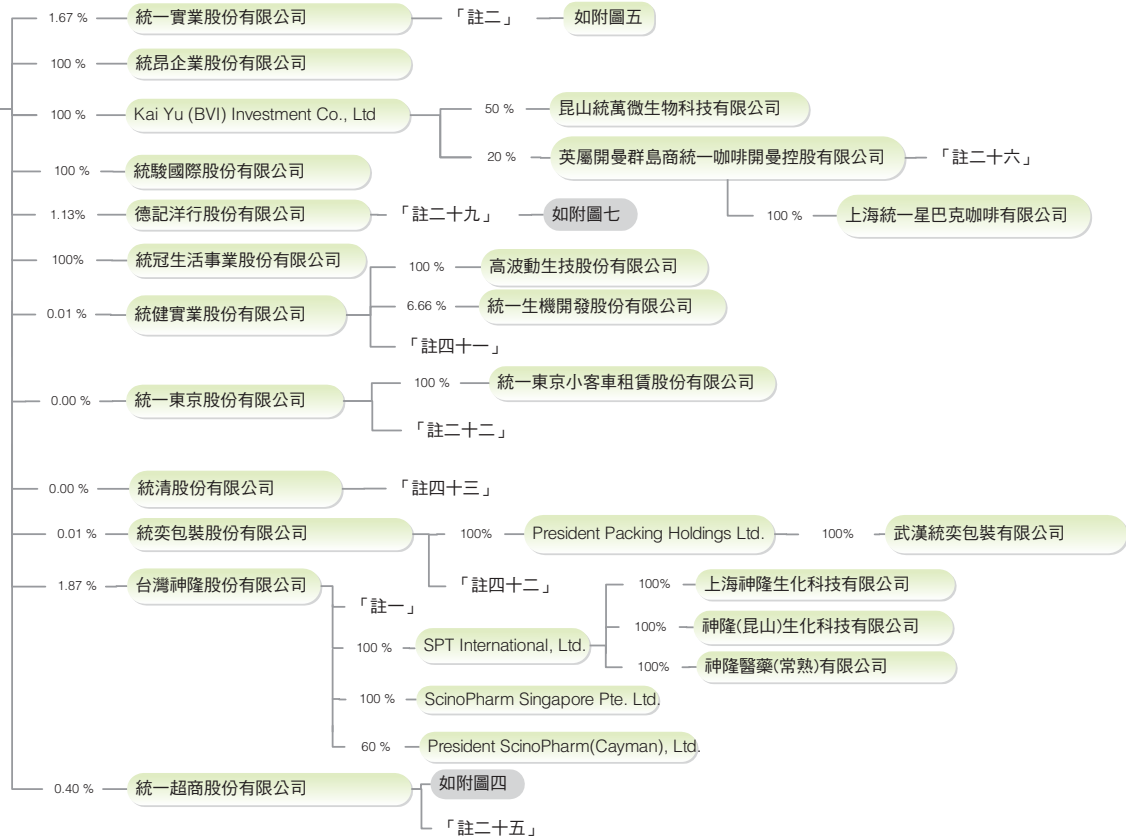 1.67 % 統一實業股份有限公司 「註二」 如附圖五
100 % 統昂企業股份有限公司
100 % Kai Yu (BVI) Investment Co., Ltd
50 % 昆山統萬微生物科技有限公司
20 % 英屬開曼群島商統一咖啡開曼控股有限公司 「註二十六」
100 % 上海統一星巴克咖啡有限公司
100 % 統駿國際股份有限公司
1.13% 德記洋行股份有限公司 「註二十九」 如附圖七
100% 統冠生活事業股份有限公司
0.01 % 統健實業股份有限公司
100 % 高波動生技股份有限公司
6.66 % 統一生機開發股份有限公司
「註四十一」
0.00 % 統一東京股份有限公司
100 % 統一東京小客車租賃股份有限公司
「註二十二」
0.00 % 統清股份有限公司 「註四十三」
0.01 % 統奕包裝股份有限公司
100% President Packing Holdings Ltd. 100% 武漢統奕包裝有限公司
「註四十二」
1.87 % 台灣神隆股份有限公司
「註一」
100 % SPT International, Ltd.
100% 上海神隆生化科技有限公司
100% 神隆(昆山)生化科技有限公司
100% 神隆醫藥(常熟)有限公司
100 % ScinoPharm Singapore Pte. Ltd.
60 % President ScinoPharm(Cayman), Ltd.
0.40 % 統一超商股份有限公司
如附圖四
「註二十五」